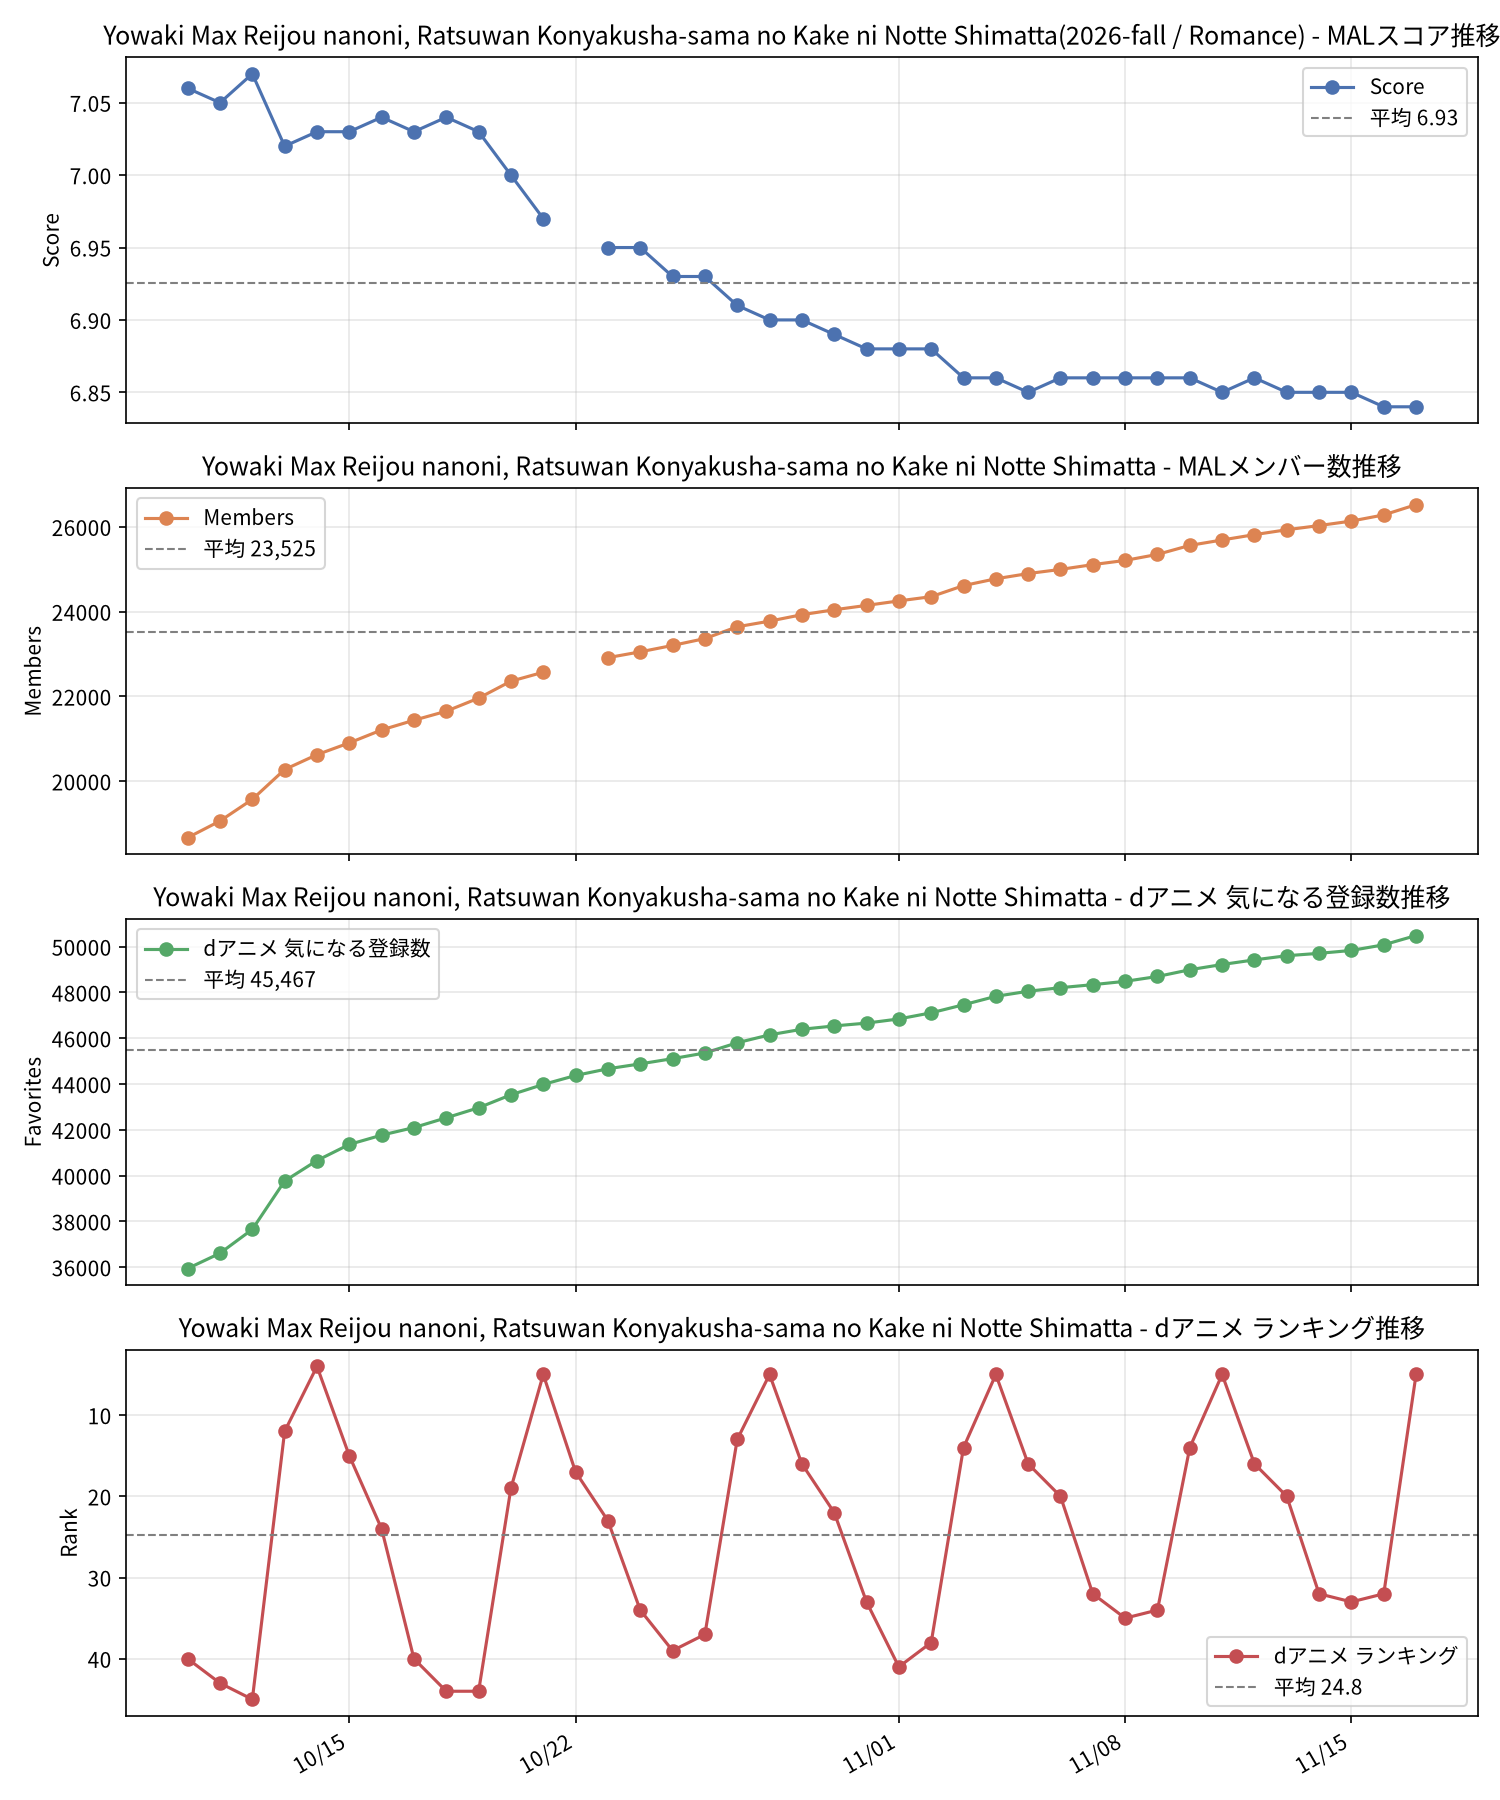 Yowaki Max Reijou nanoni, Ratsuwan Konyakusha-sama no Kake ni Notte Shimatta(2026-fall / Romance) - MALスコア推移
Score
平均 6.93
7.05
7.00
6.95
6.90
6.85
Score
Yowaki Max Reijou nanoni, Ratsuwan Konyakusha-sama no Kake ni Notte Shimatta - MALメンバー数推移
Members
平均 23,525
26000
24000
22000
20000
Members
Yowaki Max Reijou nanoni, Ratsuwan Konyakusha-sama no Kake ni Notte Shimatta - dアニメ 気になる登録数推移
dアニメ 気になる登録数
平均 45,467
50000
48000
46000
44000
42000
40000
38000
36000
Favorites
Yowaki Max Reijou nanoni, Ratsuwan Konyakusha-sama no Kake ni Notte Shimatta - dアニメ ランキング推移
10
20
30
40
Rank
dアニメ ランキング
平均 24.8
10/15
10/22
11/01
11/08
11/15